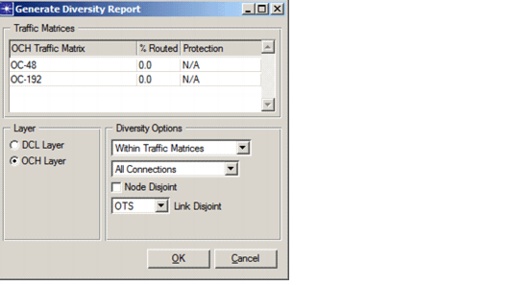 Generate Diversity Report
Traffic Matrices
OCH Traffic Matrix % Routed Protection
OC-48 0.0 N/A
OC-192 0.0 N/A
Layer
DCL Layer
OCH Layer
Diversity Options
Within Traffic Matrices
All Connections
Node Disjoint
OTS Link Disjoint
OK Cancel